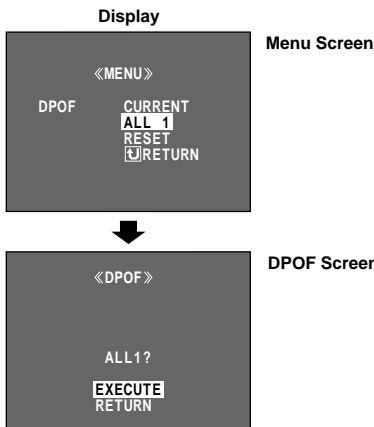 Display
Menu Screen
《MENU》
DPOF CURRENT
ALL 1
RESET
RETURN
DPOF Screen
《DPOF》
ALL1?
EXECUTE
RETURN